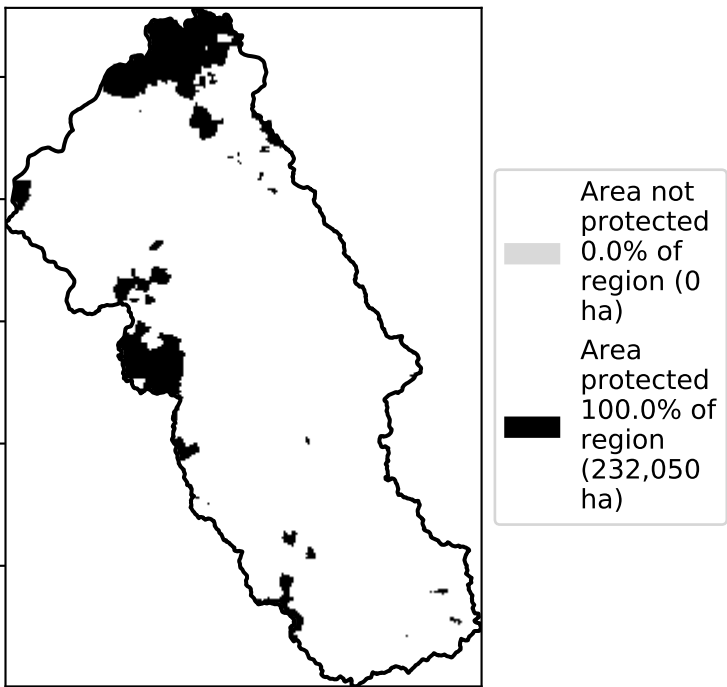 Area not
protected
0.0% of
region (0
ha)
Area
protected
100.0% of
region
(232,050
ha)